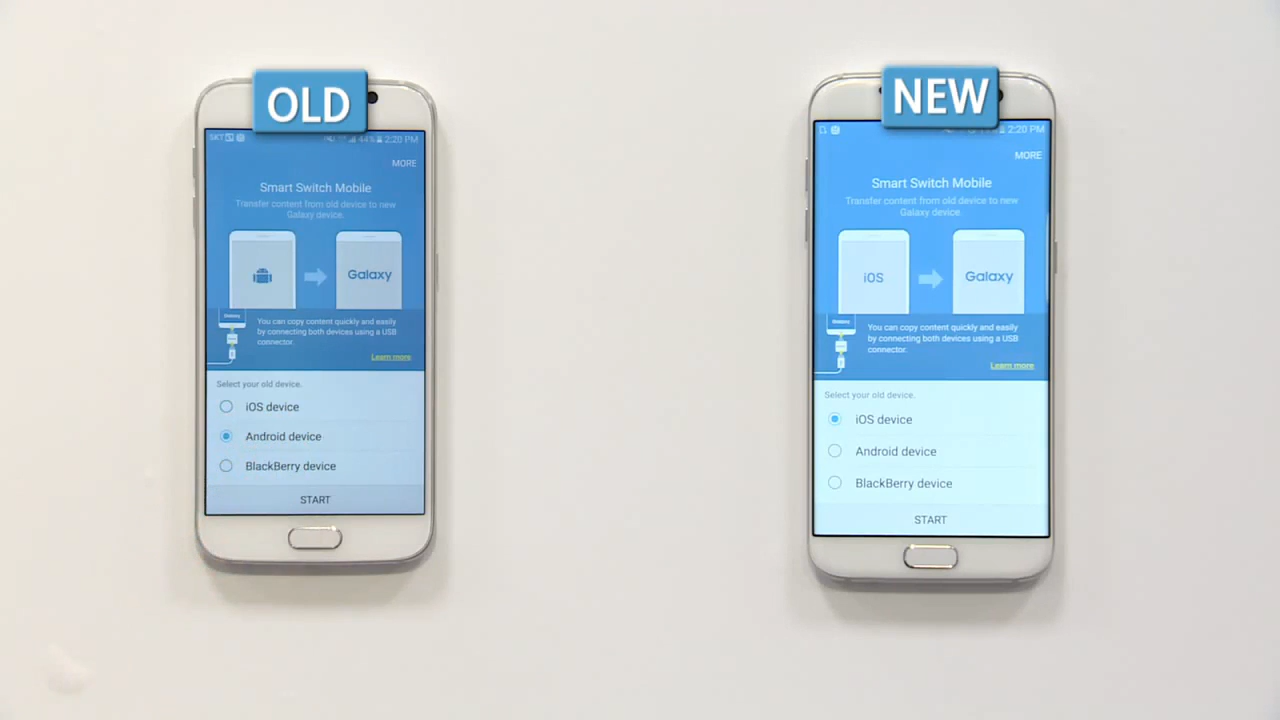 OLD
SKT
44% 2:20 PM
MORE
Smart Switch Mobile
Transfer content from old device to new
Galaxy device.
Galaxy
Galaxy
You can copy content quickly and easily
by connecting both devices using a USB
connector.
Learn more
Select your old device.
iOS device
Android device
BlackBerry device
START
NEW
2:20 PM
MORE
Smart Switch Mobile
Transfer content from old device to new
Galaxy device.
iOS
Galaxy
Galaxy
You can copy content quickly and easily
by connecting both devices using a USB
connector.
Learn more
Select your old device.
iOS device
Android device
BlackBerry device
START